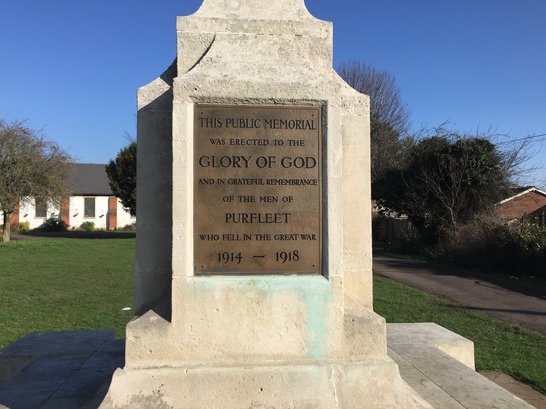 THIS PUBLIC MEMORIAL
WAS ERECTED TO THE
GLORY OF GOD
AND IN GRATEFUL REMEMBRANCE
OF THE MEN OF
PURFLEET
WHO FELL IN THE GREAT WAR
1914 — 1918